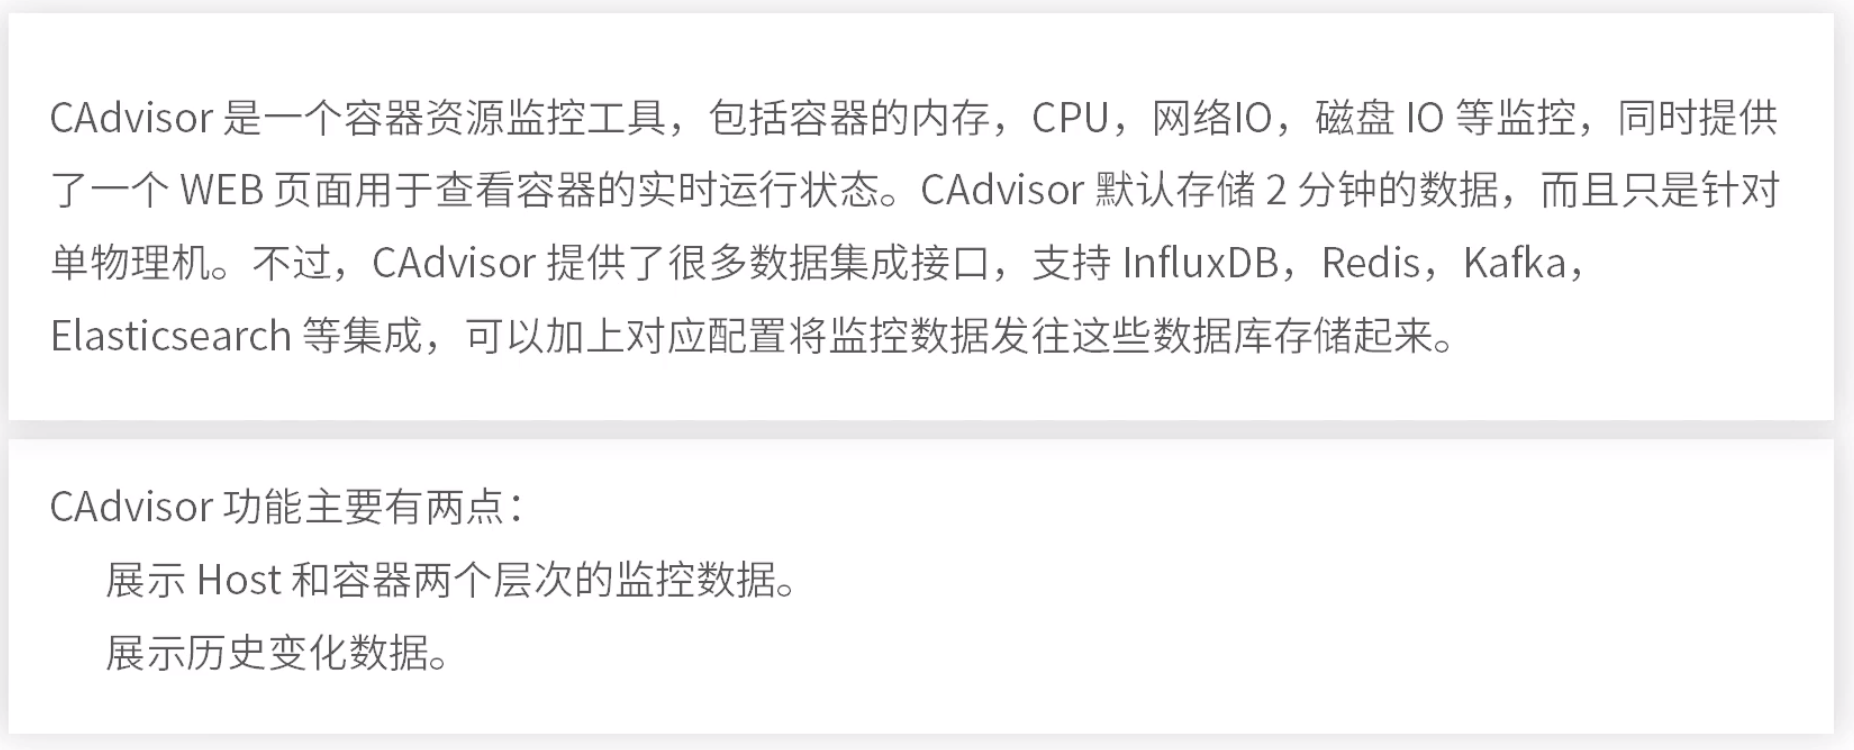 CAdvisor 是一个容器资源监控工具，包括容器的内存，CPU，网络IO，磁盘 IO 等监控，同时提供
了一个 WEB 页面用于查看容器的实时运行状态。CAdvisor 默认存储 2 分钟的数据，而且只是针对
单物理机。不过，CAdvisor 提供了很多数据集成接口，支持 InfluxDB，Redis，Kafka，
Elasticsearch 等集成，可以加上对应配置将监控数据发往这些数据库存储起来。
CAdvisor 功能主要有两点：
展示 Host 和容器两个层次的监控数据。
展示历史变化数据。